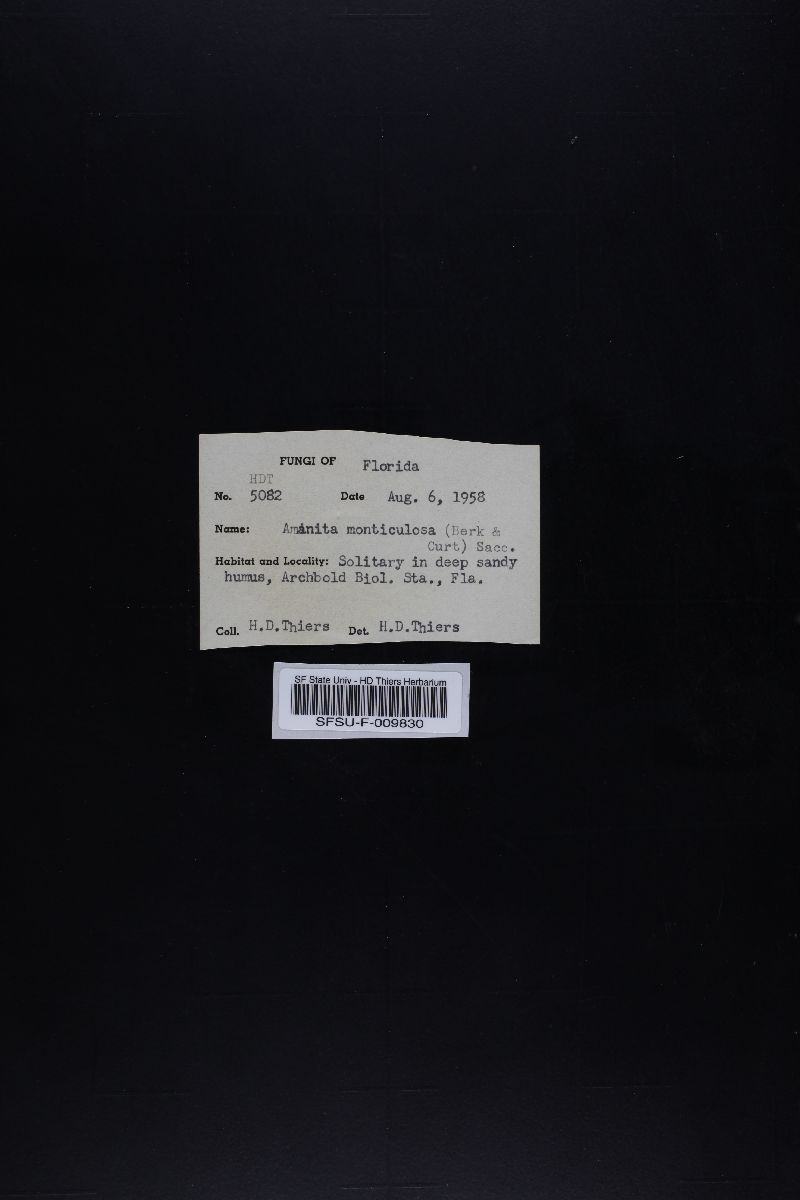 FUNGI OF Florida
HDT
No. 5082 Date Aug. 6, 1958
Name: Amanita monticulosa (Berk &
Curt) Sacc.
Habitat and Locality: Solitary in deep sandy
humus, Archbold Biol. Sta., Fla.
Coll. H.D.Thiers Det. H.D.Thiers
SF State Univ - HD Thiers Herbarium
SFSU-F-009830